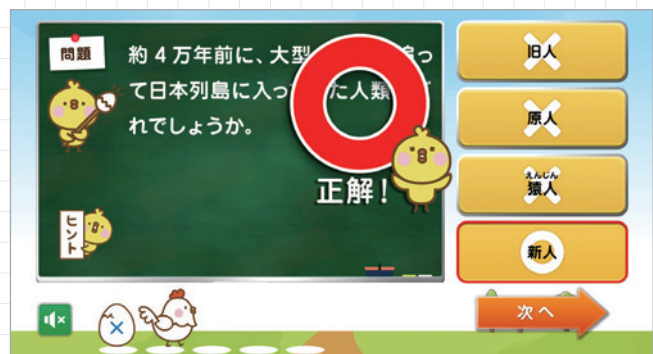 問題
約4万年前に、大型
追っ
て日本列島に入っ
た人類
れでしょうか。
正解！
ヒント
旧人
原人
えんじん
猿人
新人
次へ